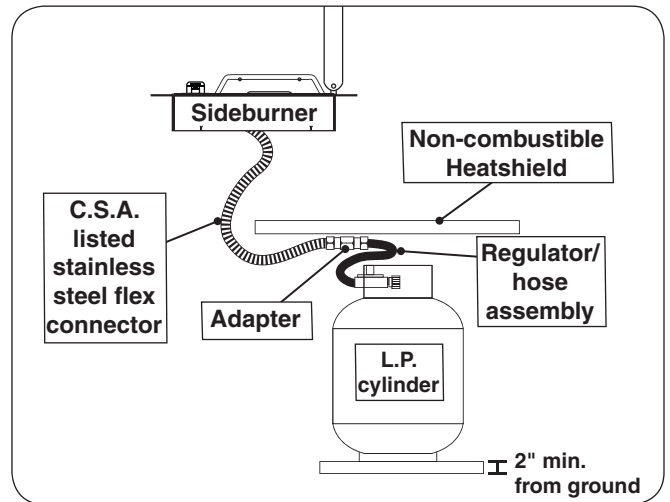 Sideburner
Non-combustible
Heatshield
C.S.A.
listed
stainless
steel flex
connector
Adapter
Regulator/
hose
assembly
L.P.
cylinder
2" min.
from ground